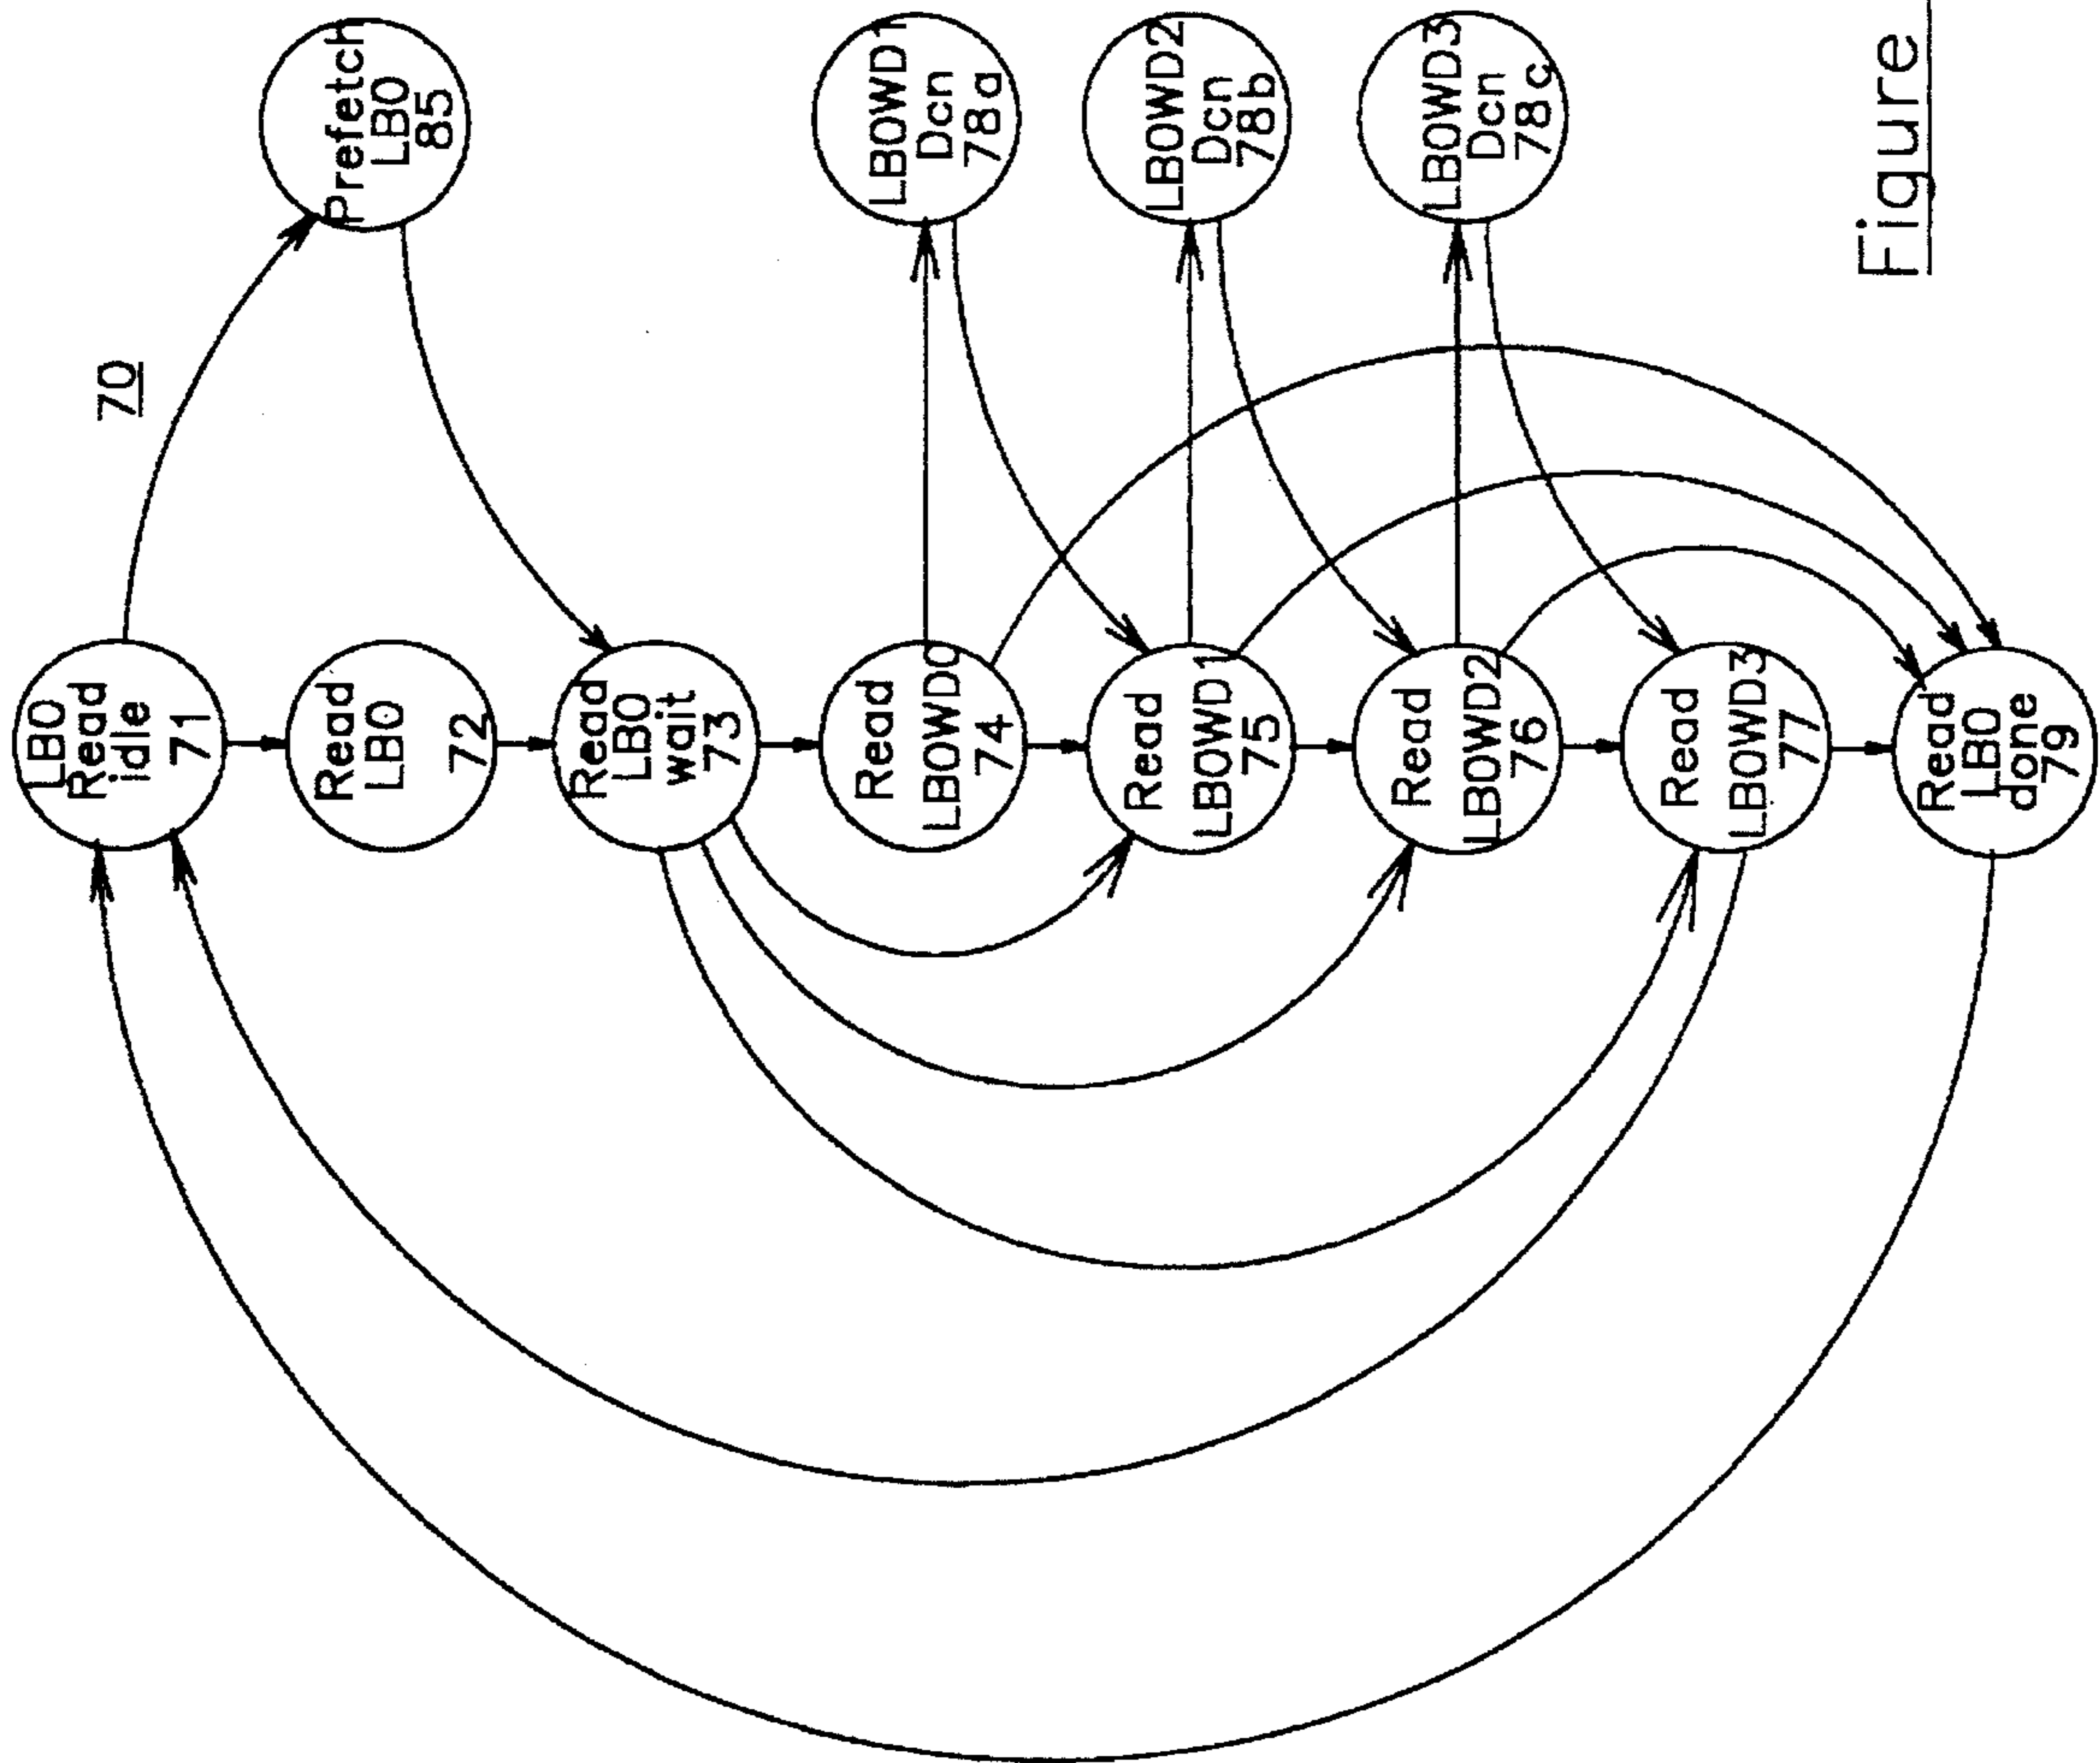 70
LB0
Read
idle
71
Read
LB0
72
Read
LB0
wait
73
Read
LB0WD0
74
Read
LB0WD1
75
Read
LB0WD2
76
Read
LB0WD3
77
Read
LB0
done
79
Prefetch
LB0
85
LB0WD1
Dcn
78a
LB0WD2
Dcn
78b
LB0WD3
Dcn
78c
Figure